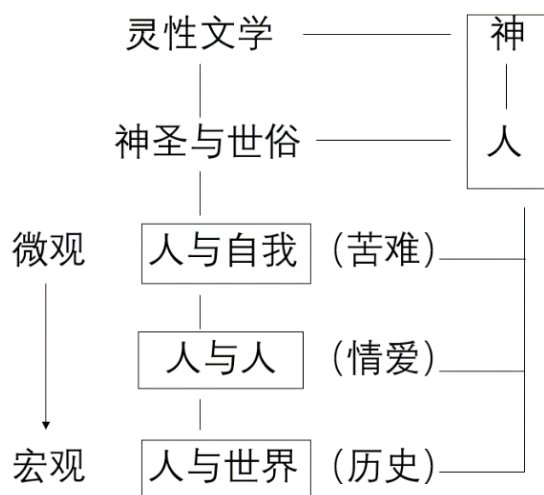 灵性文学 神
神圣与世俗 人
微观 人与自我 (苦难)
人与人 (情爱)
宏观 人与世界 (历史)